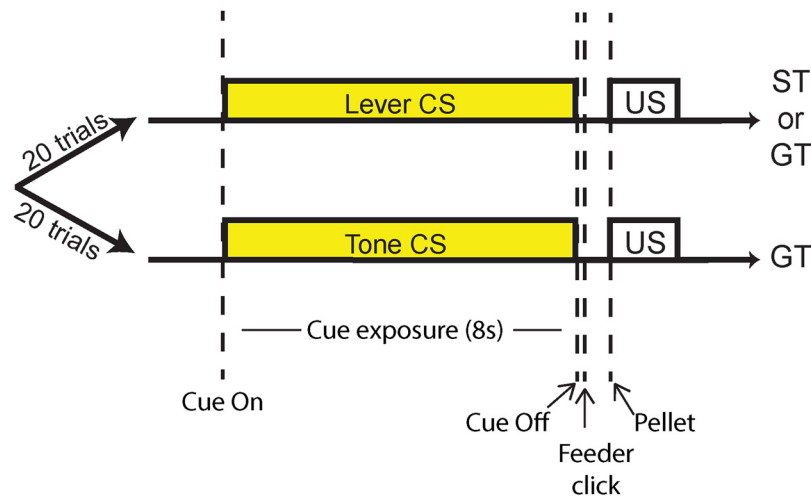 20 trials
Lever CS
US
ST
or
GT
20 trials
Tone CS
US
GT
Cue exposure (8s)
Cue On
Cue Off
Feeder
click
Pellet